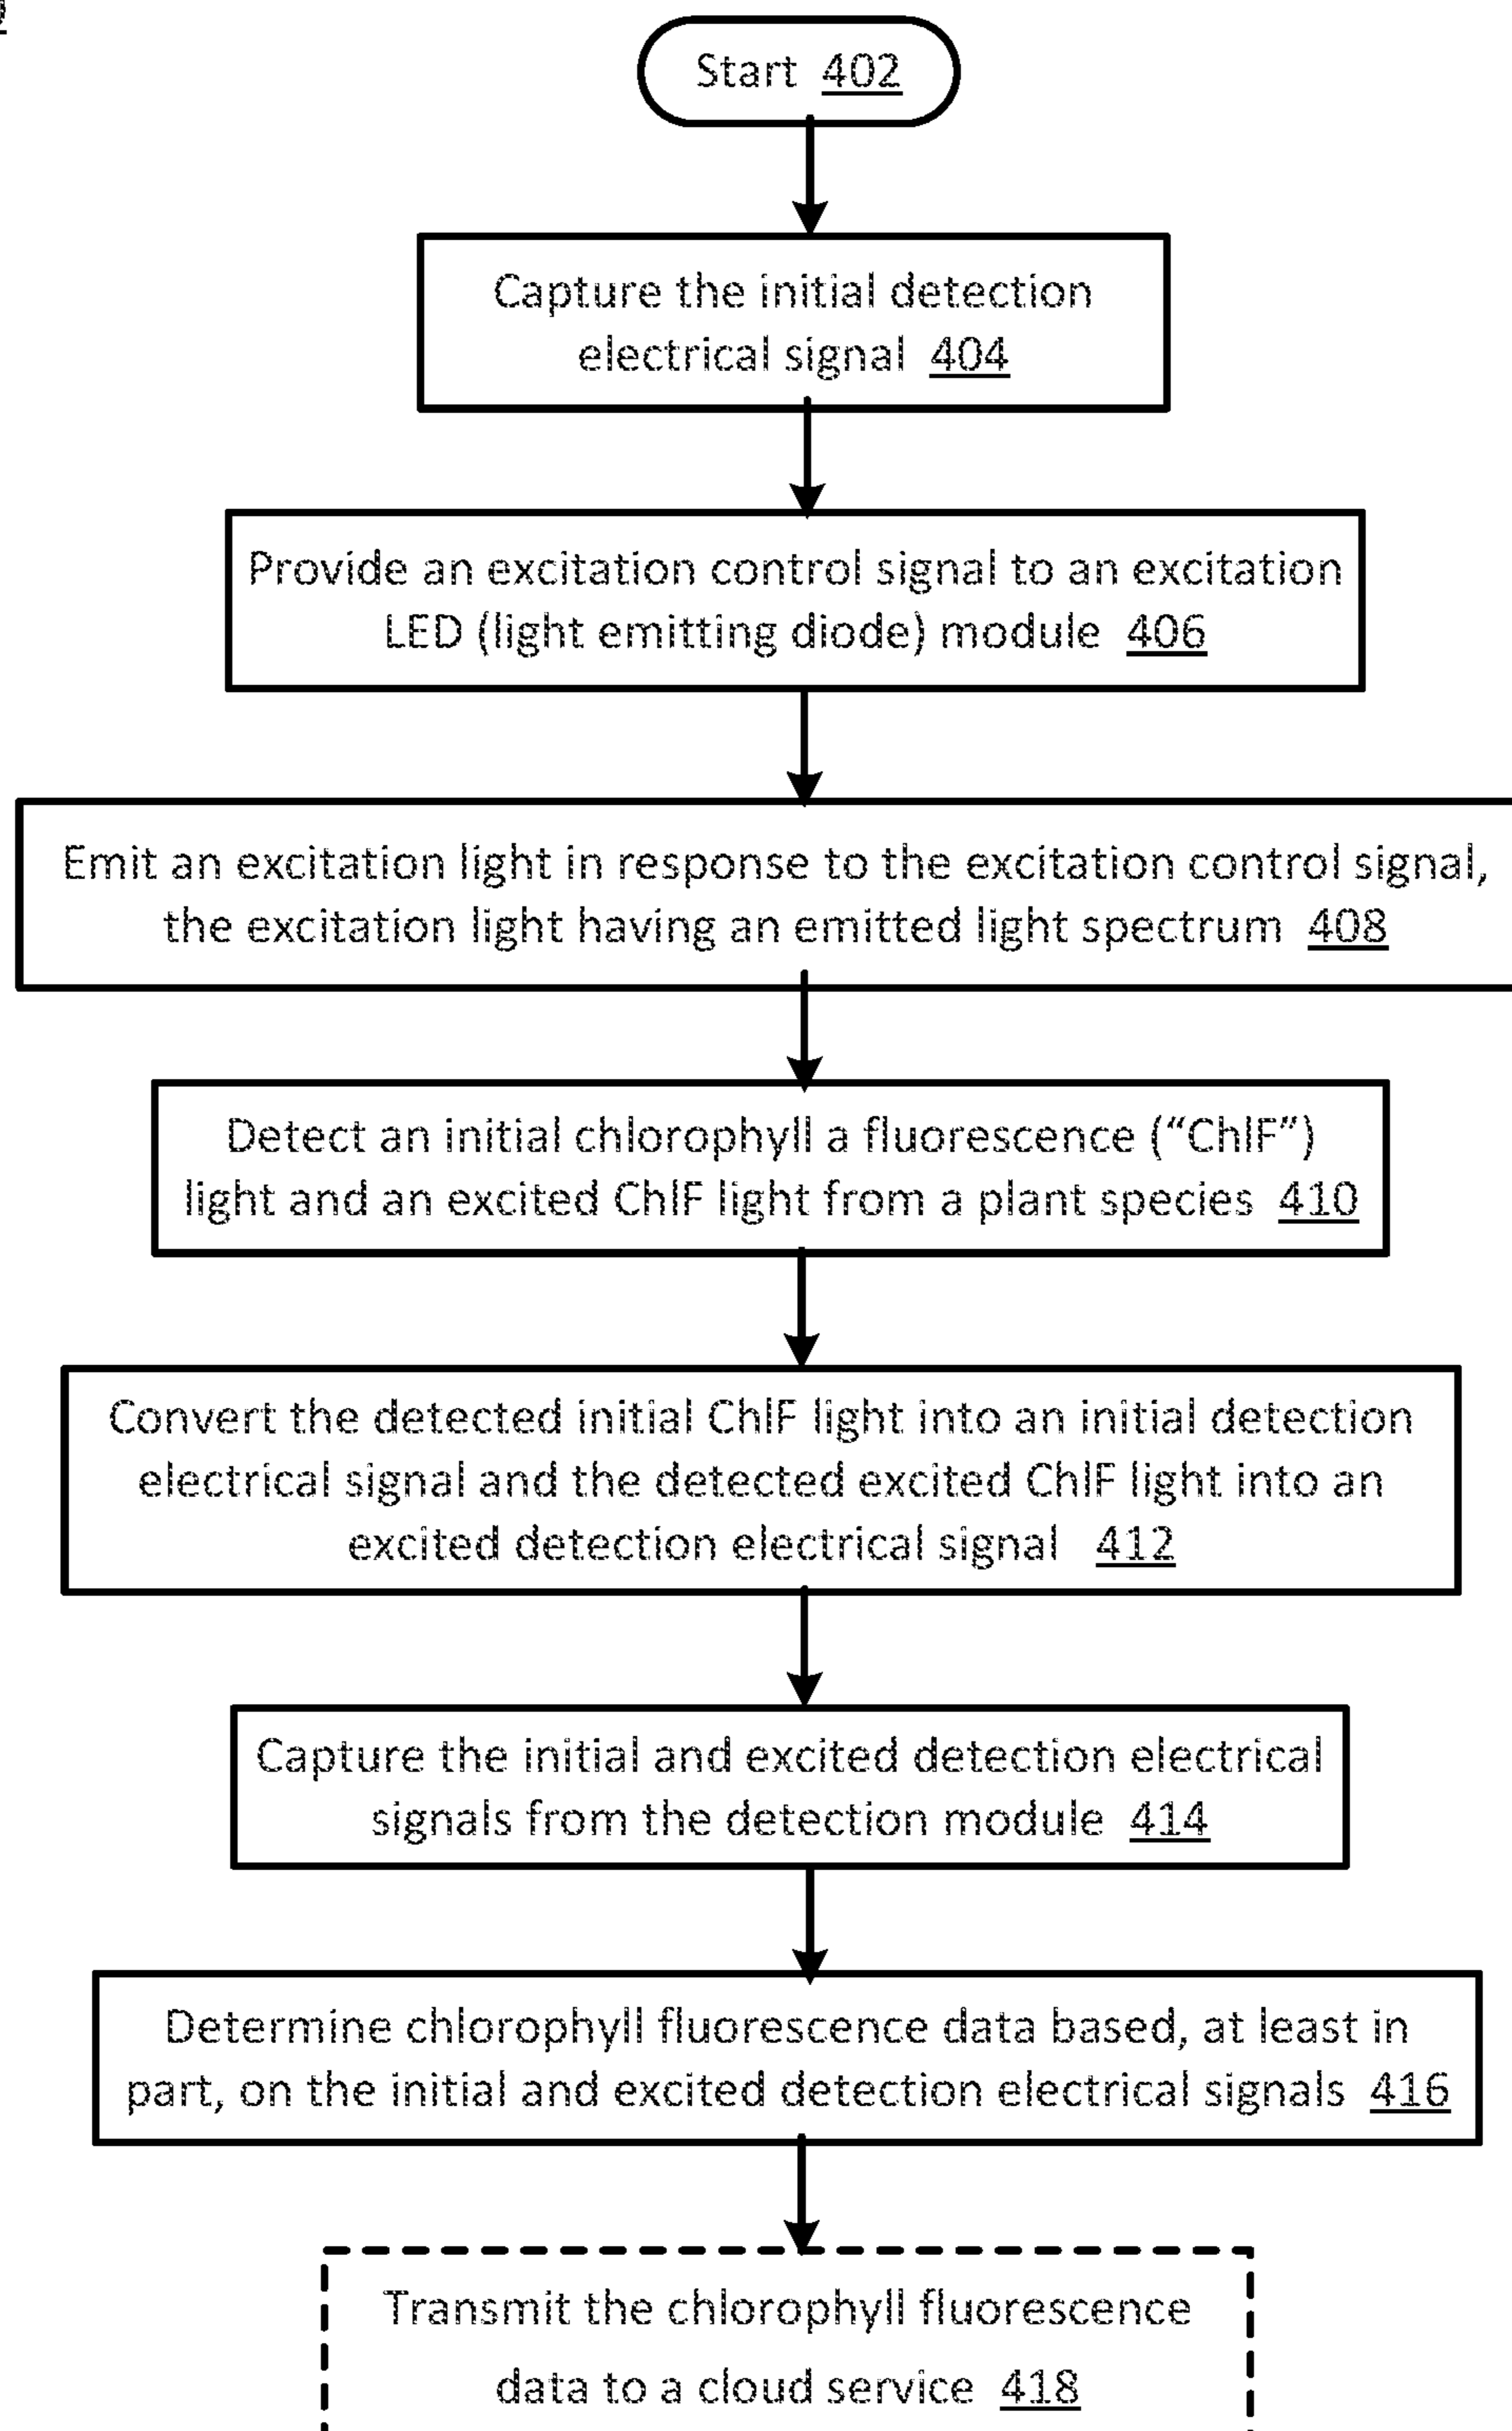 Start 402
Capture the initial detection
electrical signal 404
Provide an excitation control signal to an excitation
LED (light emitting diode) module 406
Emit an excitation light in response to the excitation control signal,
the excitation light having an emitted light spectrum 408
Detect an initial chlorophyll a fluorescence (“ChlF”)
light and an excited ChlF light from a plant species 410
Convert the detected initial ChlF light into an initial detection
electrical signal and the detected excited ChlF light into an
excited detection electrical signal 412
Capture the initial and excited detection electrical
signals from the detection module 414
Determine chlorophyll fluorescence data based, at least in
part, on the initial and excited detection electrical signals 416
Transmit the chlorophyll fluorescence
data to a cloud service 418